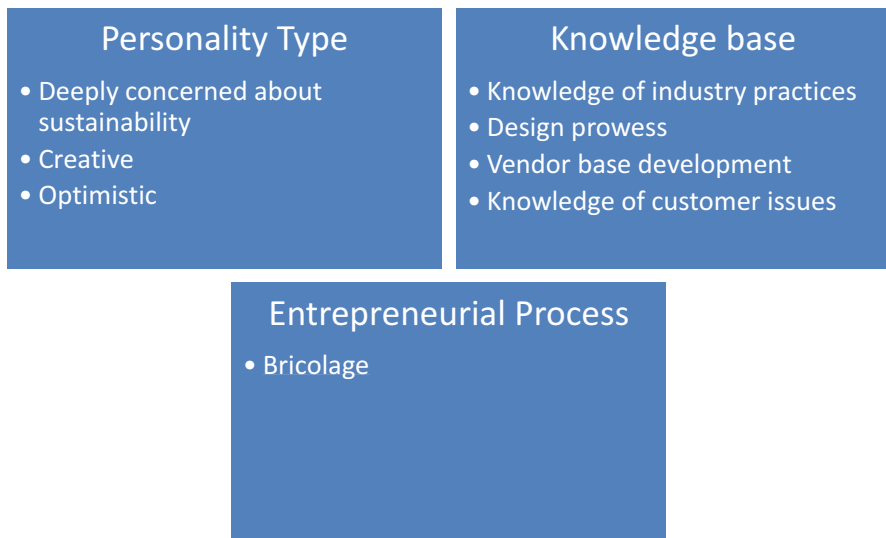 Personality Type
• Deeply concerned about
sustainability
• Creative
• Optimistic
Knowledge base
• Knowledge of industry practices
• Design prowess
• Vendor base development
• Knowledge of customer issues
Entrepreneurial Process
• Bricolage